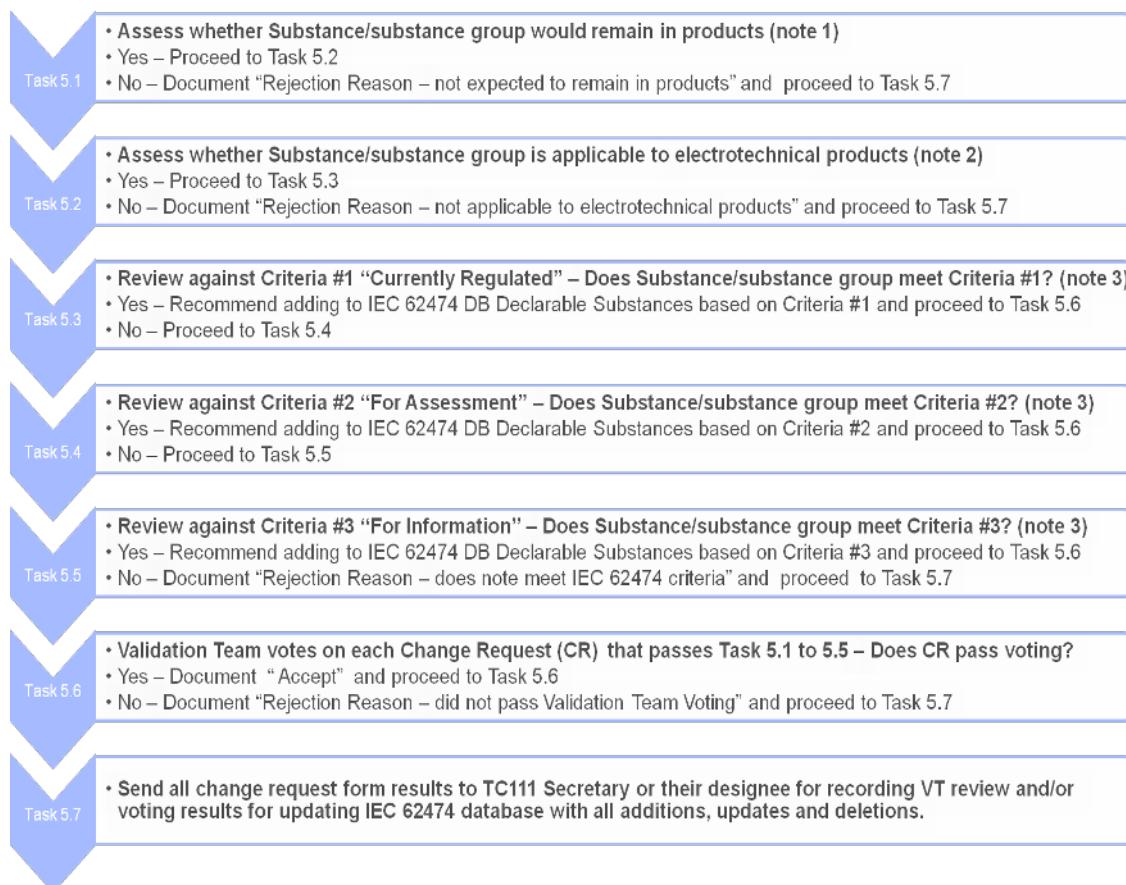 Task 5.1
• Assess whether Substance/substance group would remain in products (note 1)
• Yes – Proceed to Task 5.2
• No – Document “Rejection Reason – not expected to remain in products” and proceed to Task 5.7
Task 5.2
• Assess whether Substance/substance group is applicable to electrotechnical products (note 2)
• Yes – Proceed to Task 5.3
• No – Document “Rejection Reason – not applicable to electrotechnical products” and proceed to Task 5.7
Task 5.3
• Review against Criteria #1 “Currently Regulated” – Does Substance/substance group meet Criteria #1? (note 3)
• Yes – Recommend adding to IEC 62474 DB Declarable Substances based on Criteria #1 and proceed to Task 5.6
• No – Proceed to Task 5.4
Task 5.4
• Review against Criteria #2 “For Assessment” – Does Substance/substance group meet Criteria #2? (note 3)
• Yes – Recommend adding to IEC 62474 DB Declarable Substances based on Criteria #2 and proceed to Task 5.6
• No – Proceed to Task 5.5
Task 5.5
• Review against Criteria #3 “For Information” – Does Substance/substance group meet Criteria #3? (note 3)
• Yes – Recommend adding to IEC 62474 DB Declarable Substances based on Criteria #3 and proceed to Task 5.6
• No – Document “Rejection Reason – does note meet IEC 62474 criteria” and proceed to Task 5.7
Task 5.6
• Validation Team votes on each Change Request (CR) that passes Task 5.1 to 5.5 – Does CR pass voting?
• Yes – Document “ Accept” and proceed to Task 5.6
• No – Document “Rejection Reason – did not pass Validation Team Voting” and proceed to Task 5.7
Task 5.7
• Send all change request form results to TC111 Secretary or their designee for recording VT review and/or
voting results for updating IEC 62474 database with all additions, updates and deletions.